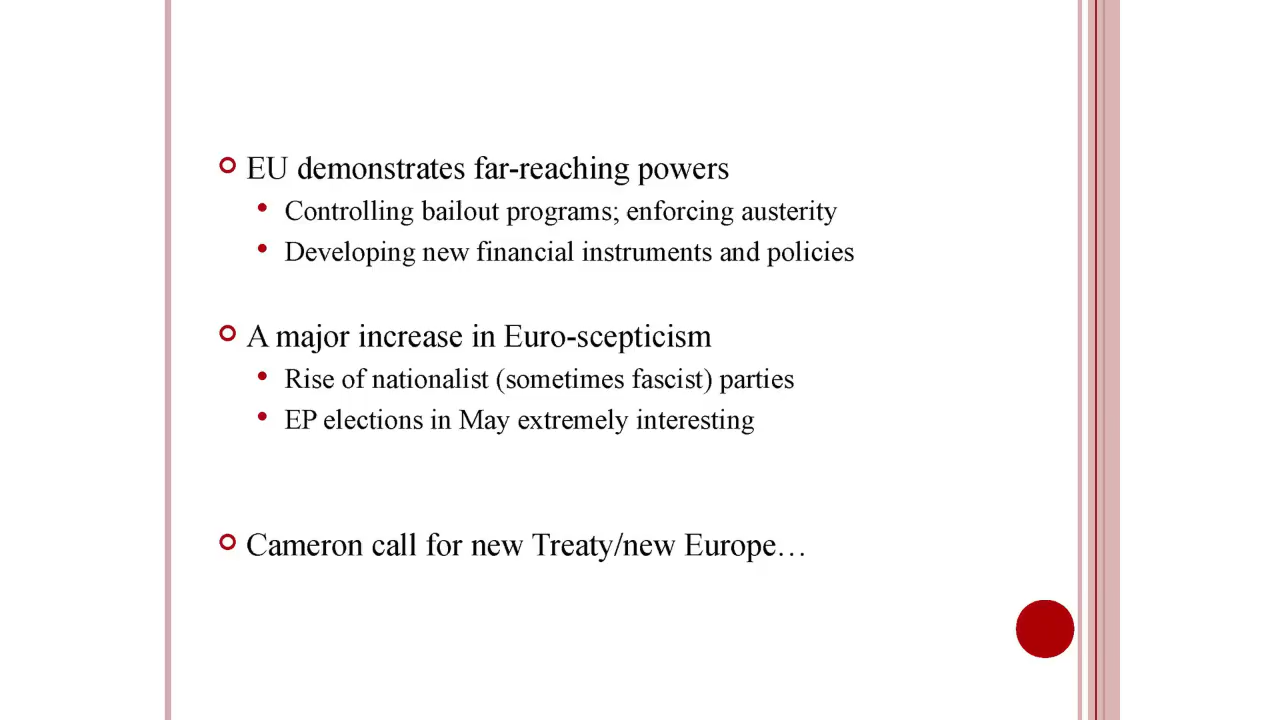 EU demonstrates far-reaching powers
Controlling bailout programs; enforcing austerity
Developing new financial instruments and policies
A major increase in Euro-scepticism
Rise of nationalist (sometimes fascist) parties
EP elections in May extremely interesting
Cameron call for new Treaty/new Europe…